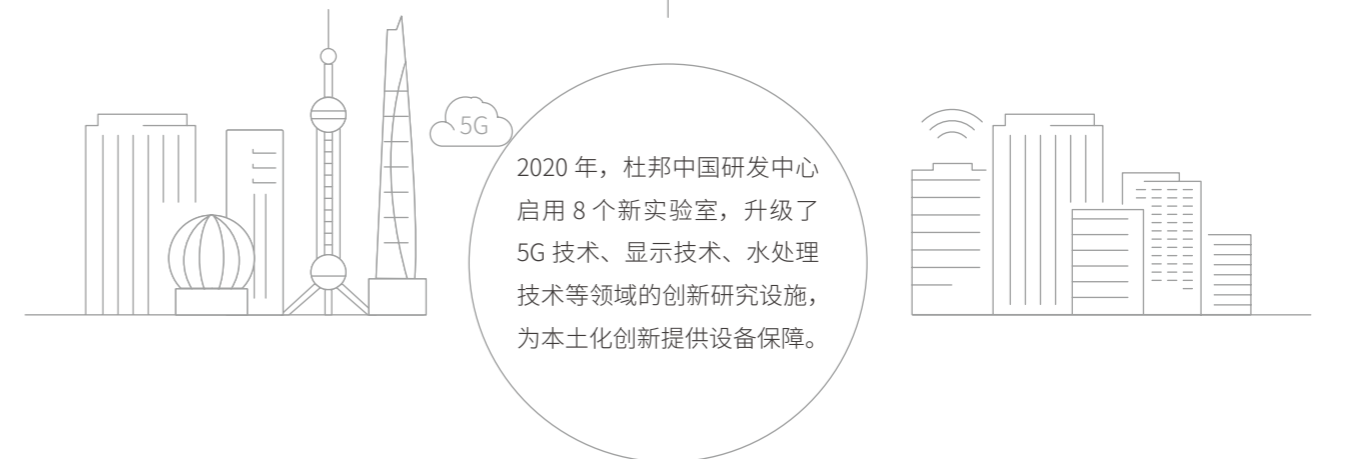 5G
2020 年，杜邦中国研发中心
启用 8 个新实验室，升级了
5G 技术、显示技术、水处理
技术等领域的创新研究设施，
为本土化创新提供设备保障。